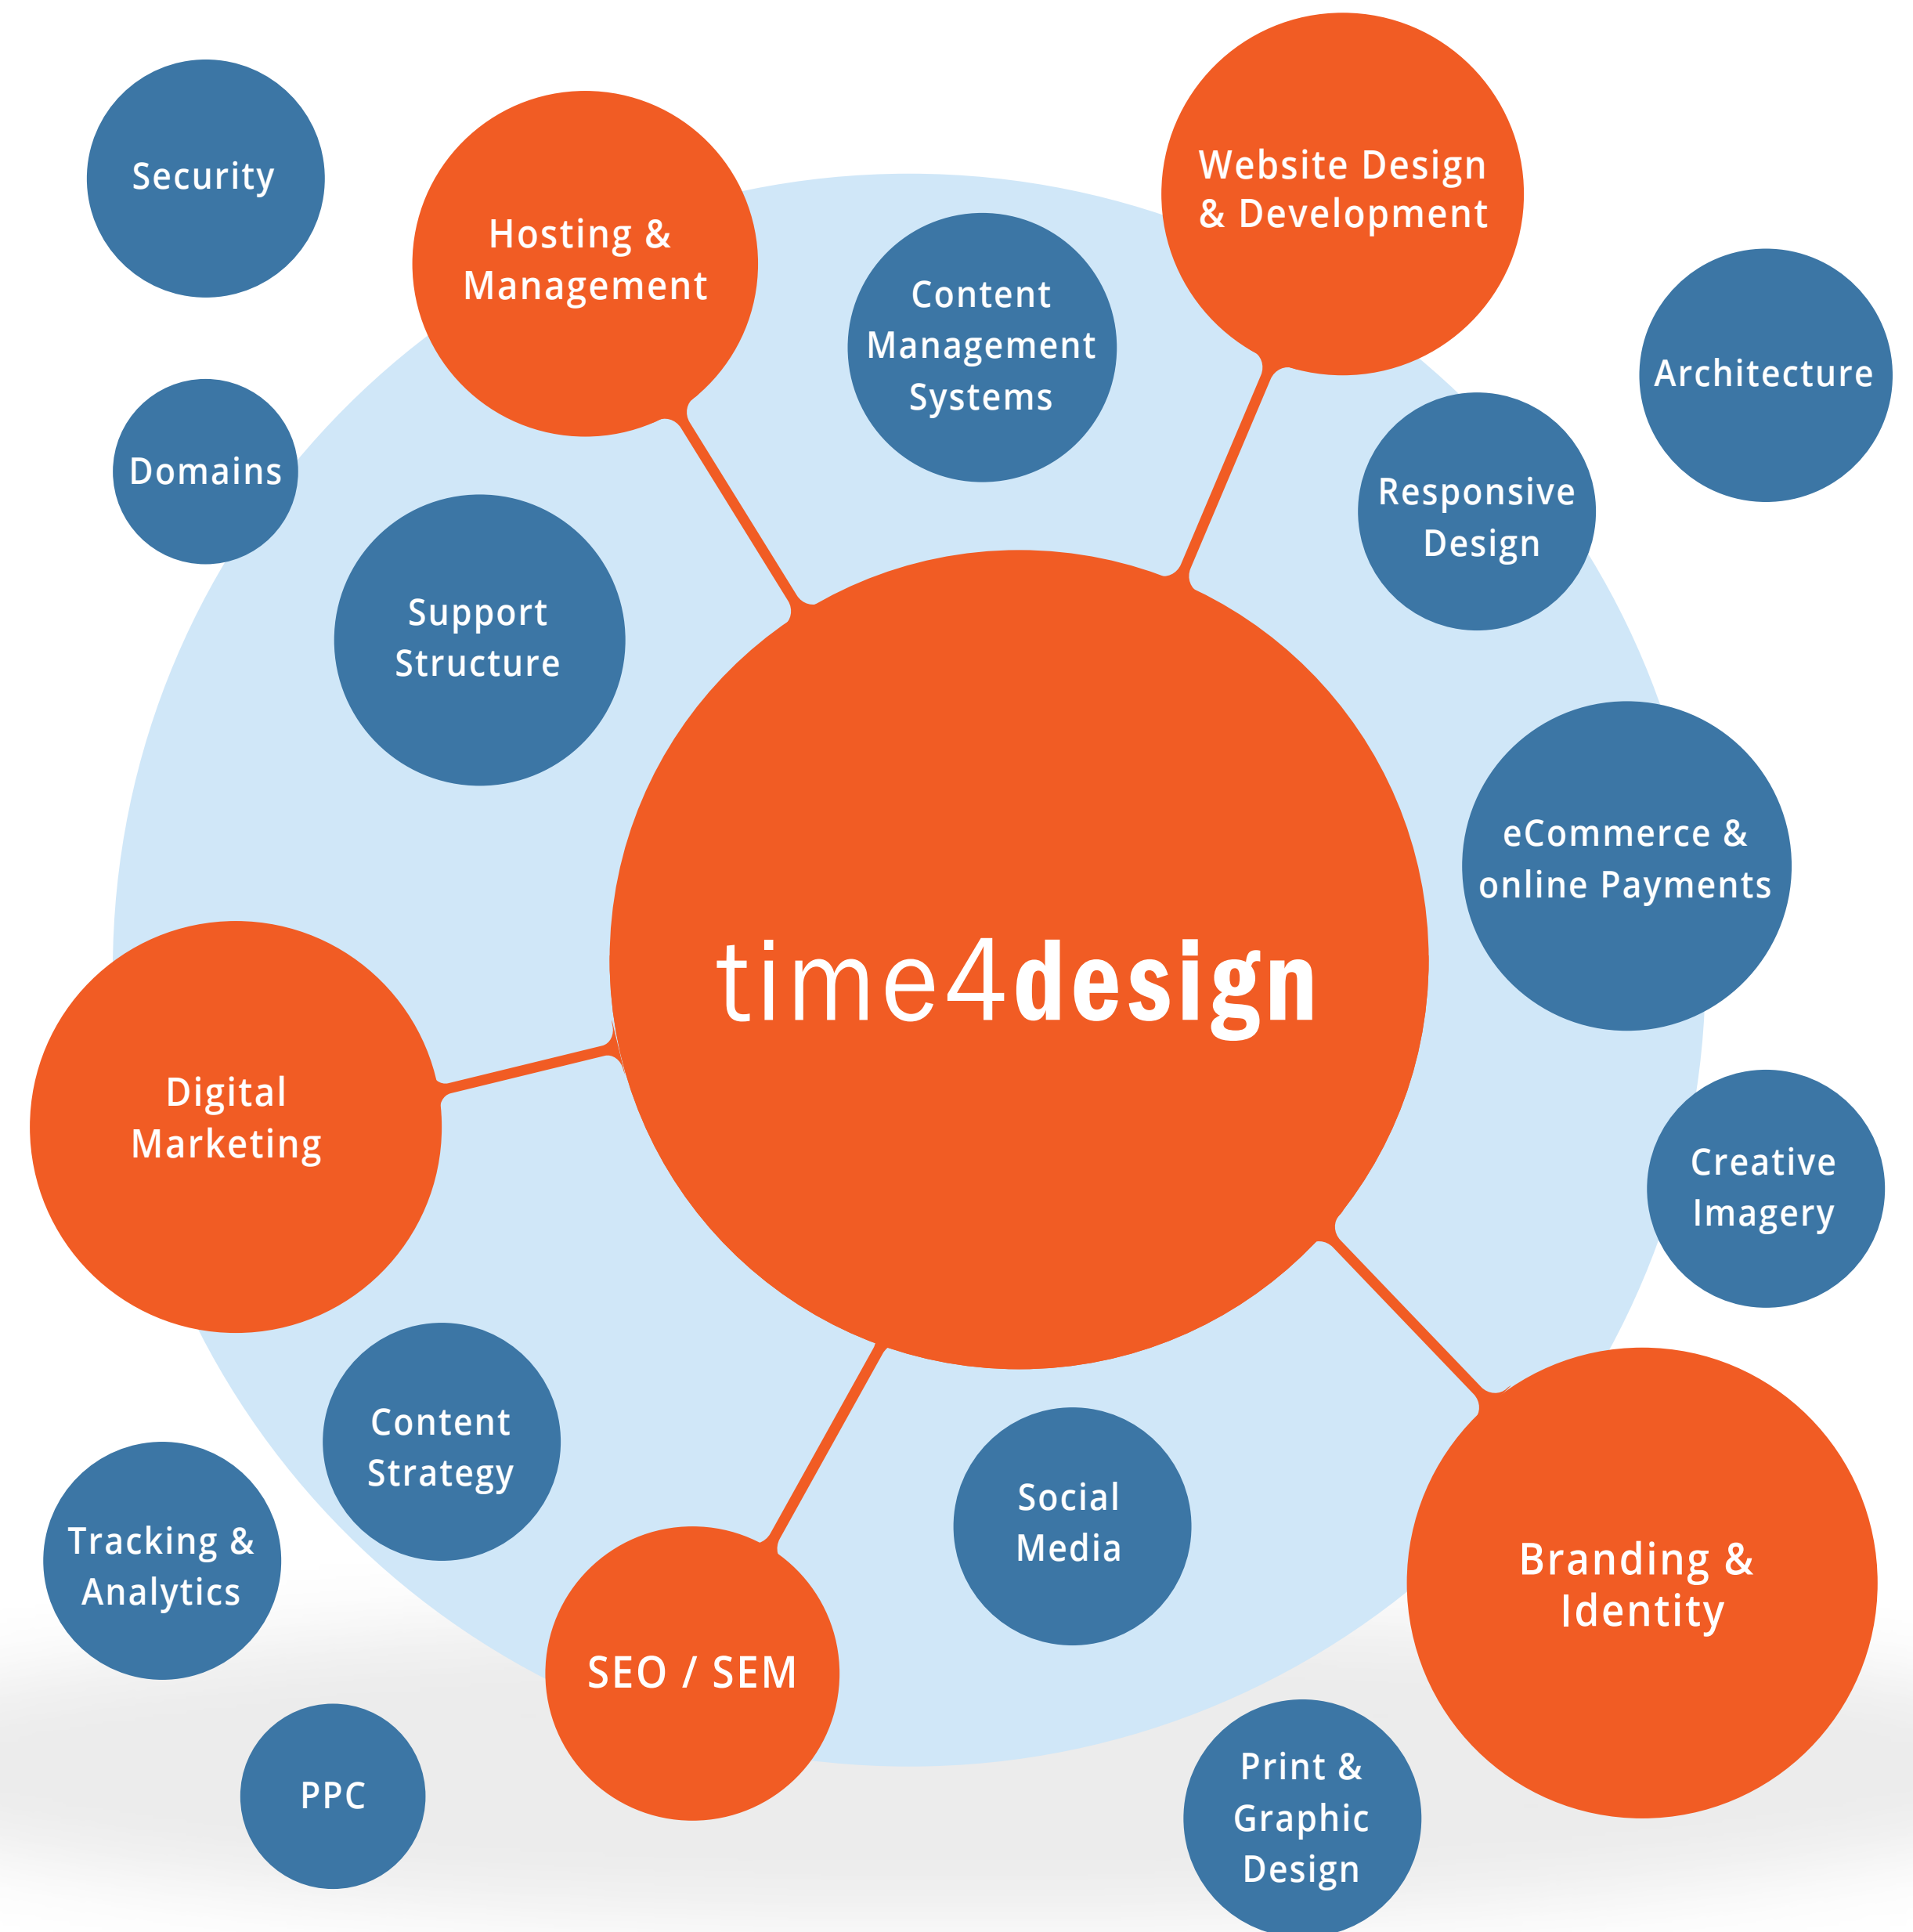 Security
Hosting &
Management
Website Design
& Development
Content
Management
Systems
Architecture
Domains
Responsive
Design
Support
Structure
eCommerce &
online Payments
time4design
Digital
Marketing
Creative
Imagery
Content
Strategy
Social
Media
Tracking &
Analytics
Branding &
Identity
SEO / SEM
PPC
Print &
Graphic
Design